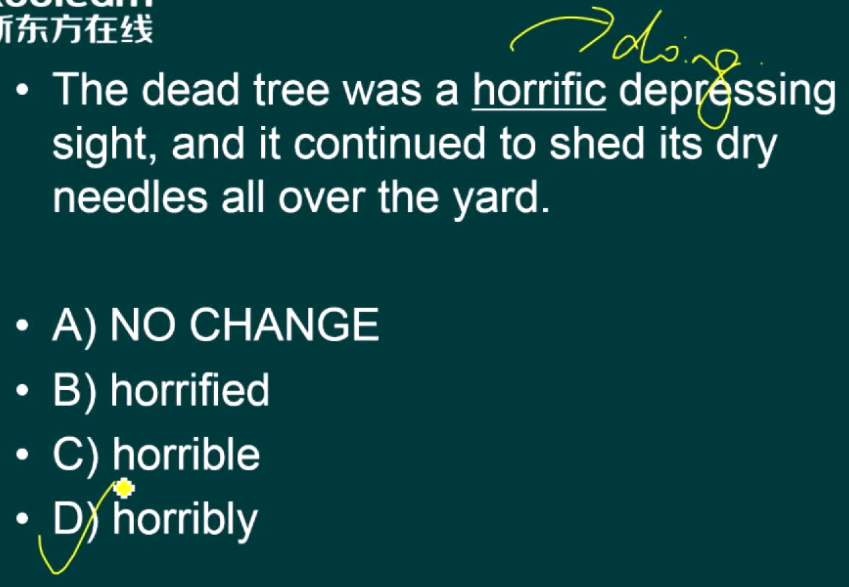 新东方在线
doing
• The dead tree was a horrific depressing
sight, and it continued to shed its dry
needles all over the yard.
• A) NO CHANGE
• B) horrified
• C) horrible
• D) horribly